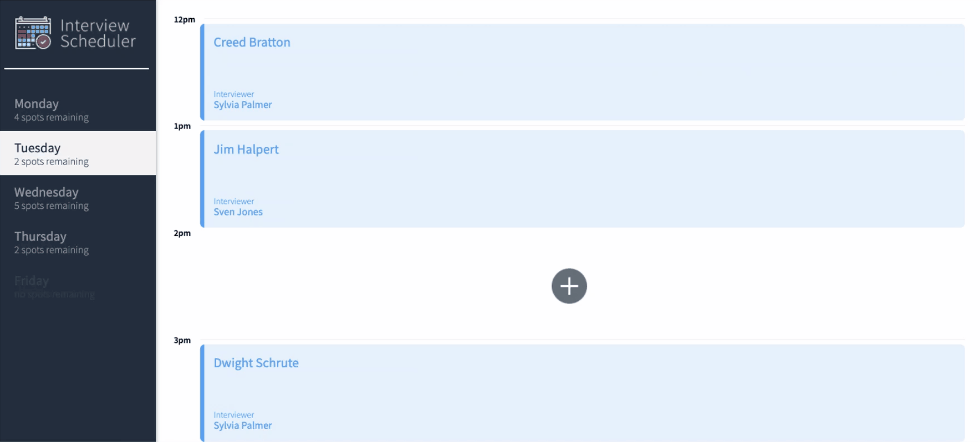 Interview
Scheduler
Monday
4 spots remaining
Tuesday
2 spots remaining
Wednesday
5 spots remaining
Thursday
2 spots remaining
Friday
no spots remaining
12pm
Creed Bratton
Interviewer
Sylvia Palmer
1pm
Jim Halpert
Interviewer
Sven Jones
2pm
3pm
Dwight Schrute
Interviewer
Sylvia Palmer